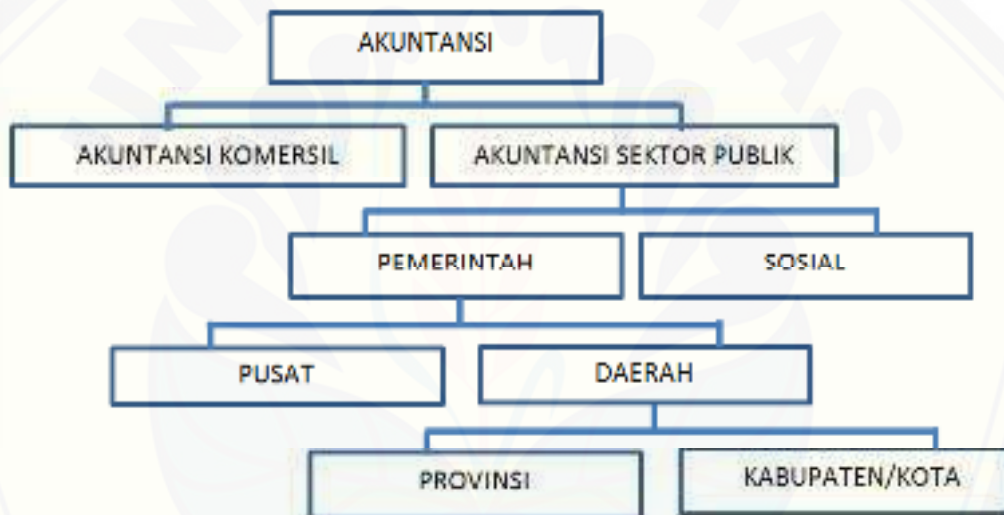 AKUNTANSI
AKUNTANSI KOMERSIL
AKUNTANSI SEKTOR PUBLIK
PEMERINTAH
SOSIAL
PUSAT
DAERAH
PROVINSI
KABUPATEN/KOTA